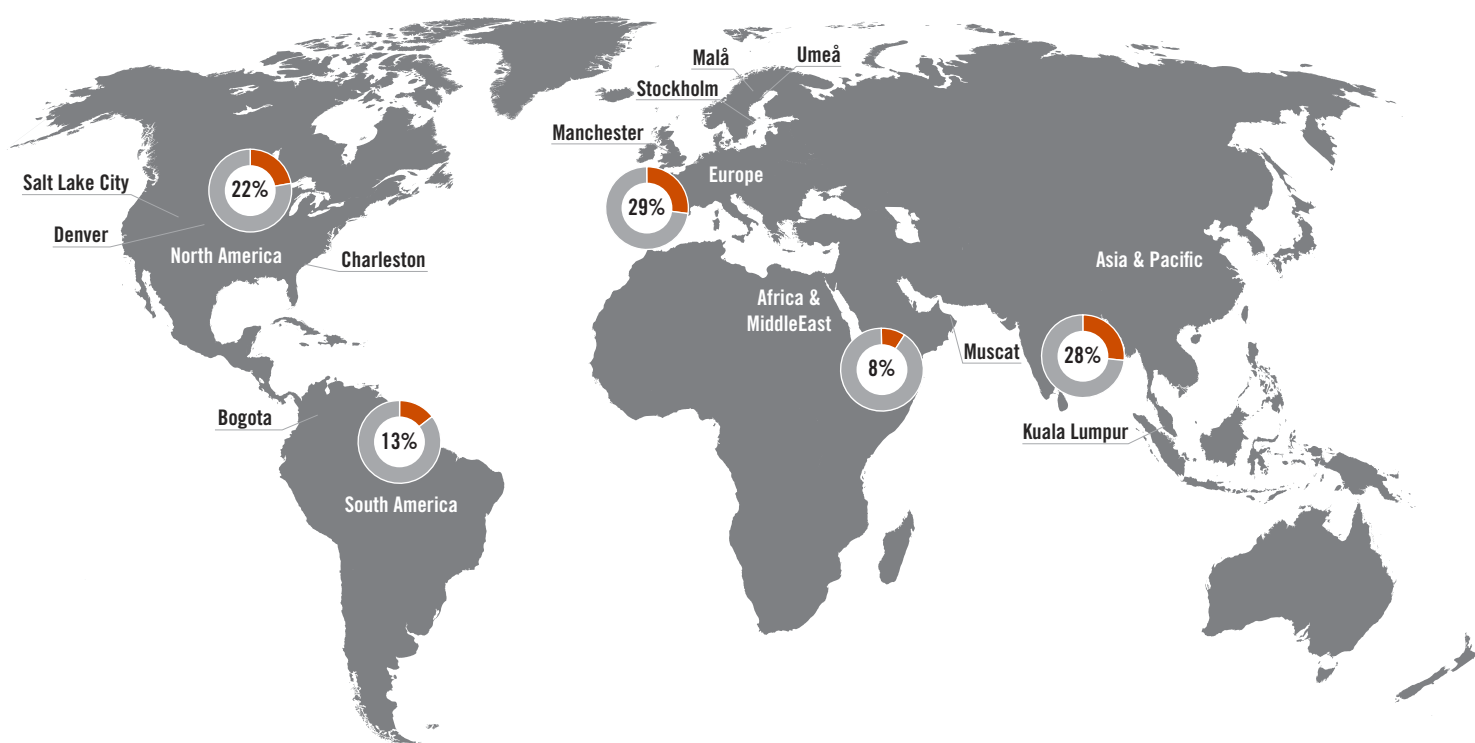 Malå
Umeå
Stockholm
Manchester
Salt Lake City
22%
29%
Europe
Denver
North America
Charleston
Asia & Pacific
Africa &
MiddleEast
Muscat
28%
8%
Bogota
13%
Kuala Lumpur
South America